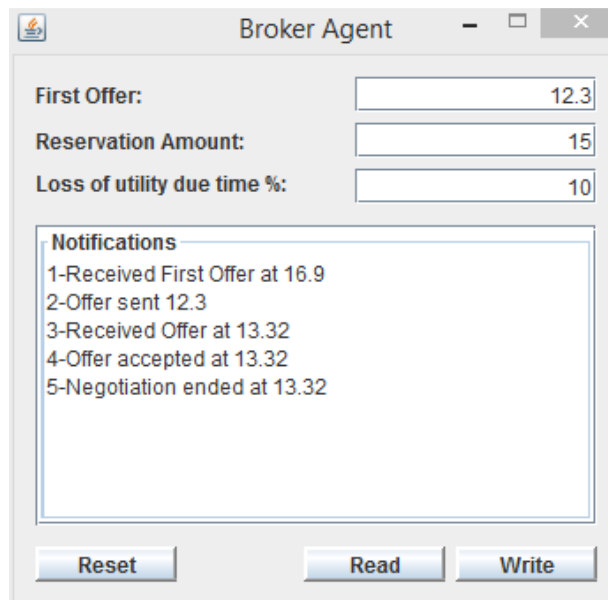 Broker Agent
First Offer: 12.3
Reservation Amount: 15
Loss of utility due time %: 10
Notifications
1-Received First Offer at 16.9
2-Offer sent 12.3
3-Received Offer at 13.32
4-Offer accepted at 13.32
5-Negotiation ended at 13.32
Reset Read Write